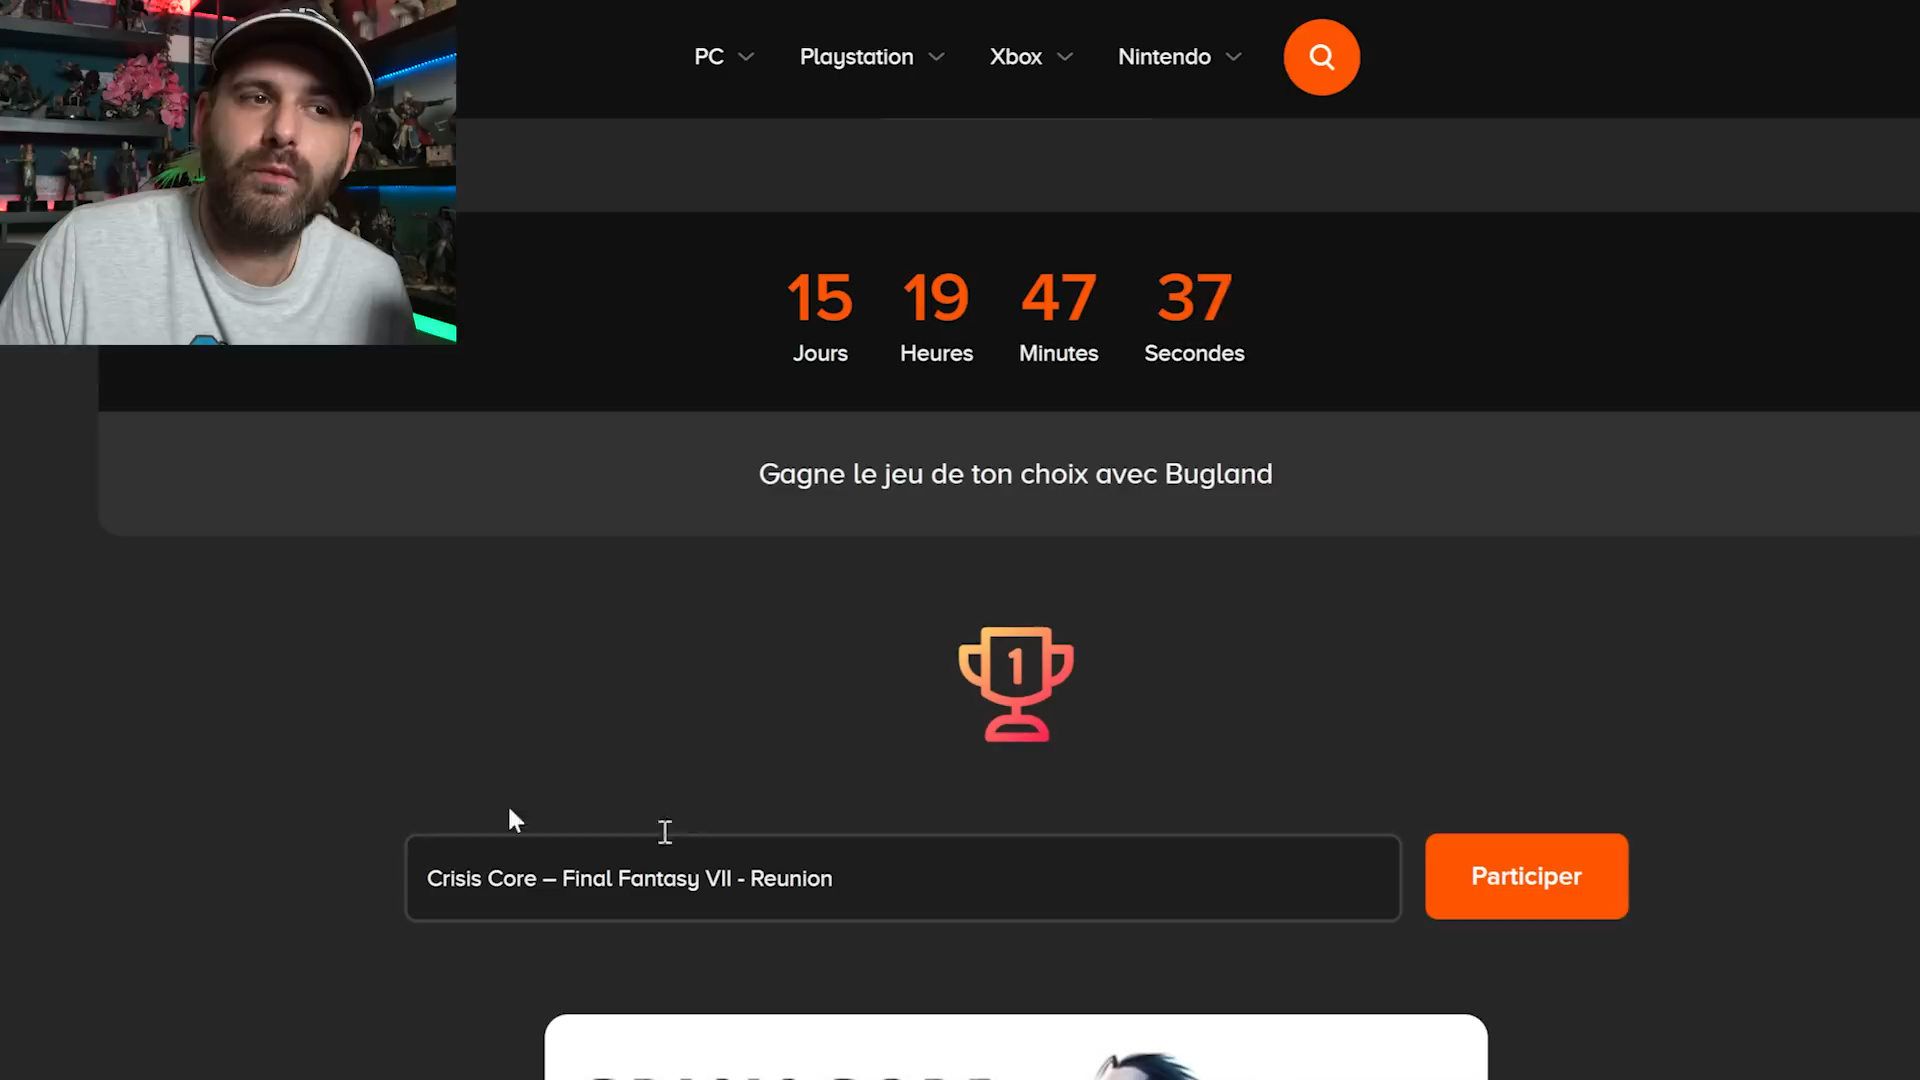 PC
Playstation
Xbox
Nintendo
15 19 47 37
Jours Heures Minutes Secondes
Gagne le jeu de ton choix avec Bugland
1
Crisis Core – Final Fantasy VII - Reunion
Participer